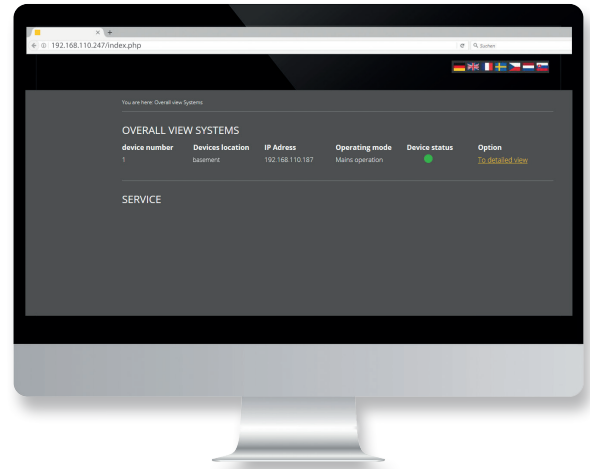 192.168.110.247/index.php
Suchen
You are here: Overall view Systems
OVERALL VIEW SYSTEMS
device number Devices location IP Adress Operating mode Device status Option
1 basement 192.168.110.187 Mains operation To detailed view
SERVICE